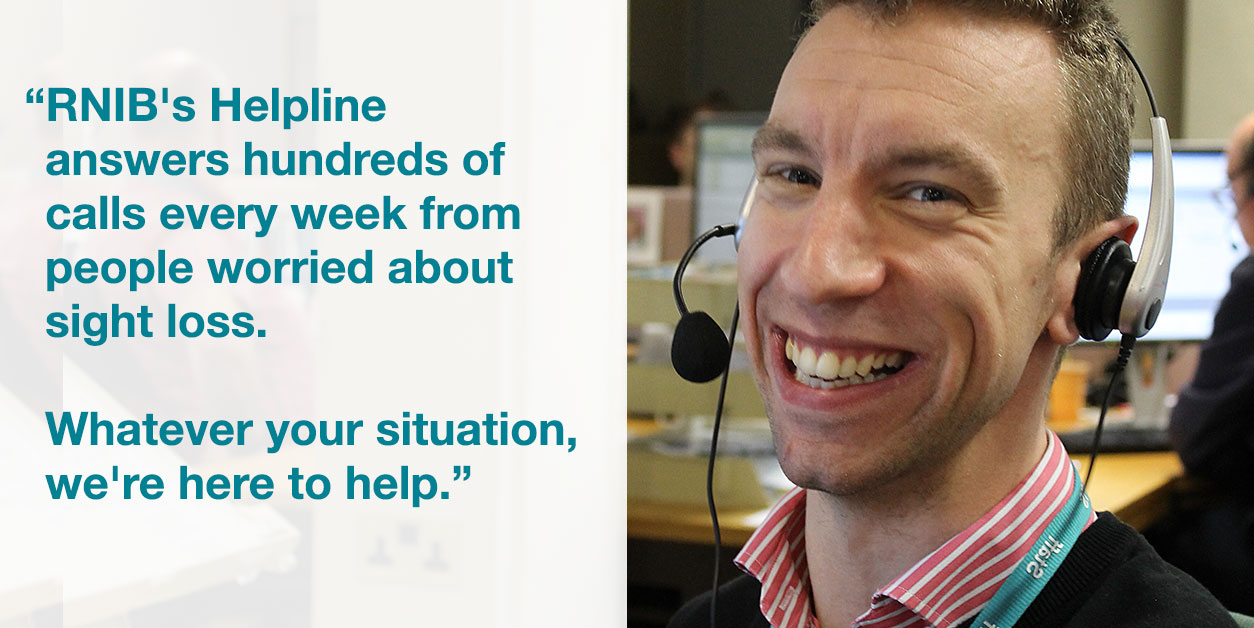 “RNIB's Helpline
answers hundreds of
calls every week from
people worried about
sight loss.
Whatever your situation,
we're here to help.”
Staff